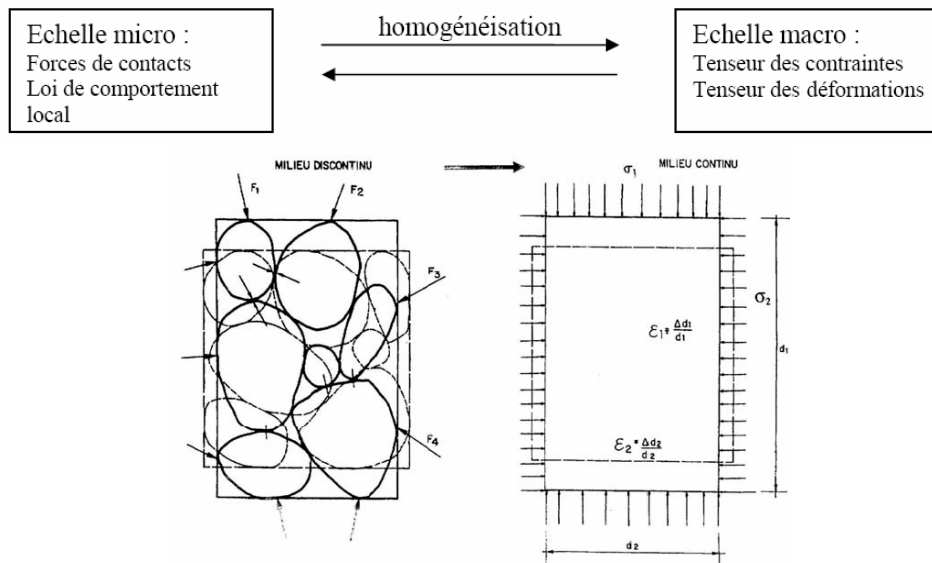 Echelle micro :
Forces de contacts
Loi de comportement
local
homogénéisation
Echelle macro :
Tenseur des contraintes
Tenseur des déformations
MILIEU DISCONTINU
MILIEU CONTINU
F1
F2
F3
F4
σ1
σ2
d1
ε1 = Δd1/d1
ε2 = Δd2/d2
d2